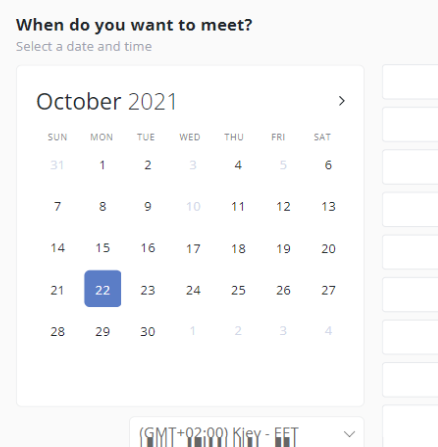 When do you want to meet?
Select a date and time
October 2021
SUN MON TUE WED THU FRI SAT
31 1 2 3 4 5 6
7 8 9 10 11 12 13
14 15 16 17 18 19 20
21 22 23 24 25 26 27
28 29 30 1 2 3 4
(GMT+02:00) Kiev - EET